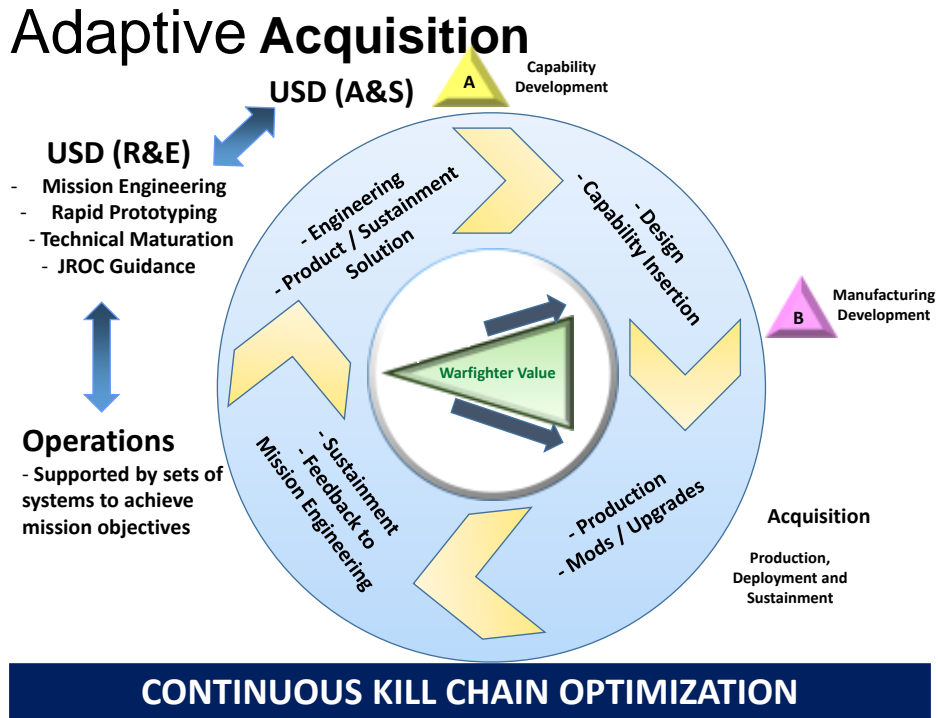 Adaptive Acquisition
USD (A&S)
A
Capability
Development
USD (R&E)
- Mission Engineering
- Rapid Prototyping
- Technical Maturation
- JROC Guidance
- Engineering
- Product / Sustainment
Solution
- Design
- Capability Insertion
B
Manufacturing
Development
Warfighter Value
Operations
- Supported by sets of
systems to achieve
mission objectives
- Sustainment
- Feedback to
Mission Engineering
- Production
- Mods / Upgrades
Acquisition
Production,
Deployment and
Sustainment
CONTINUOUS KILL CHAIN OPTIMIZATION